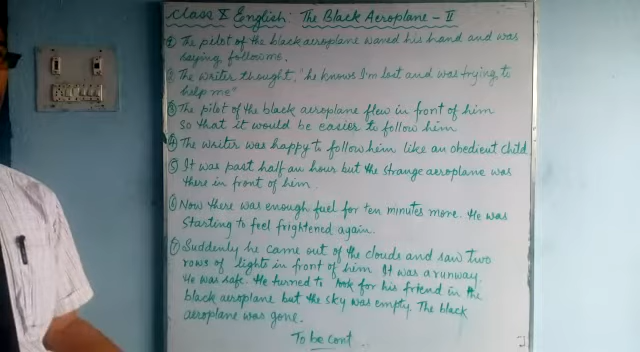 Class X English: The Black Aeroplane - II
① The pilot of the black aeroplane waved his hand and was
saying, follow me.
② The writer thought, "he knows I'm lost and was trying to
help me"
③ The pilot of the black aeroplane flew in front of him
so that it would be easier to follow him.
④ The writer was happy to follow him like an obedient child
⑤ It was past half an hour but the strange aeroplane was
there in front of him.
⑥ Now there was enough fuel for ten minutes more. He was
starting to feel frightened again.
⑦ Suddenly he came out of the clouds and saw two
rows of lights in front of him. It was a runway.
He was safe. He turned to look for his friend in the
black aeroplane but the sky was empty. The black
aeroplane was gone.
To be cont..